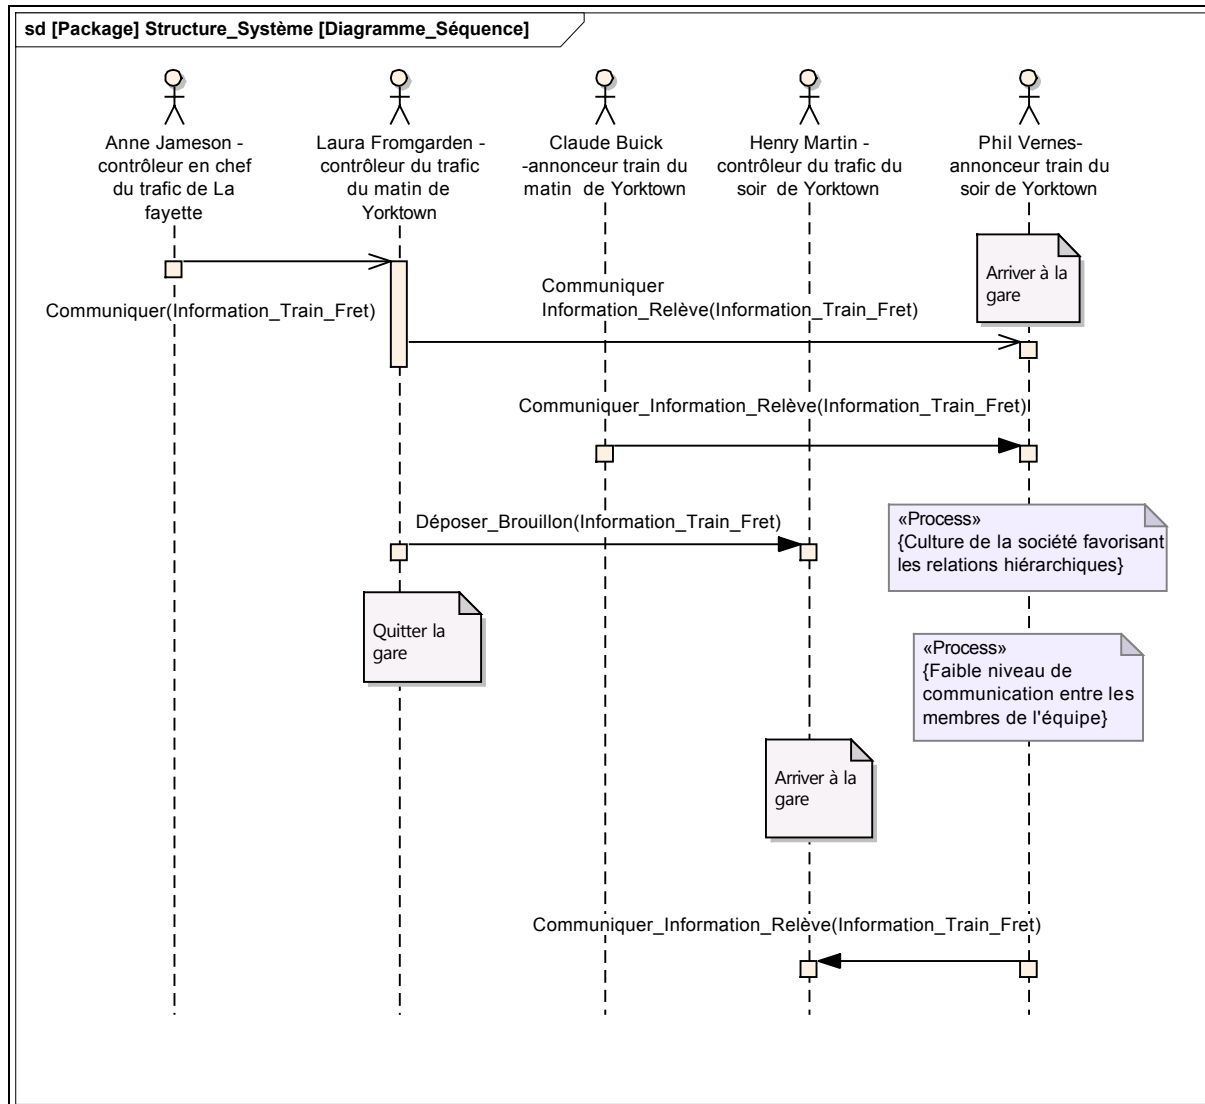 sd [Package] Structure_Système [Diagramme_Séquence]
Anne Jameson -
contrôleur en chef
du trafic de La
fayette
Laura Fromgarden -
contrôleur du trafic
du matin de
Yorktown
Claude Buick
-annonceur train du
matin de Yorktown
Henry Martin -
contrôleur du trafic du
soir de Yorktown
Phil Vernes-
annonceur train du
soir de Yorktown
Arriver à la
gare
Communiquer(Information_Train_Fret)
Communiquer
Information_Relève(Information_Train_Fret)
Communiquer_Information_Relève(Information_Train_Fret)
Déposer_Brouillon(Information_Train_Fret)
«Process»
{Culture de la société favorisant
les relations hiérarchiques}
Quitter la
gare
«Process»
{Faible niveau de
communication entre les
membres de l'équipe}
Arriver à la
gare
Communiquer_Information_Relève(Information_Train_Fret)